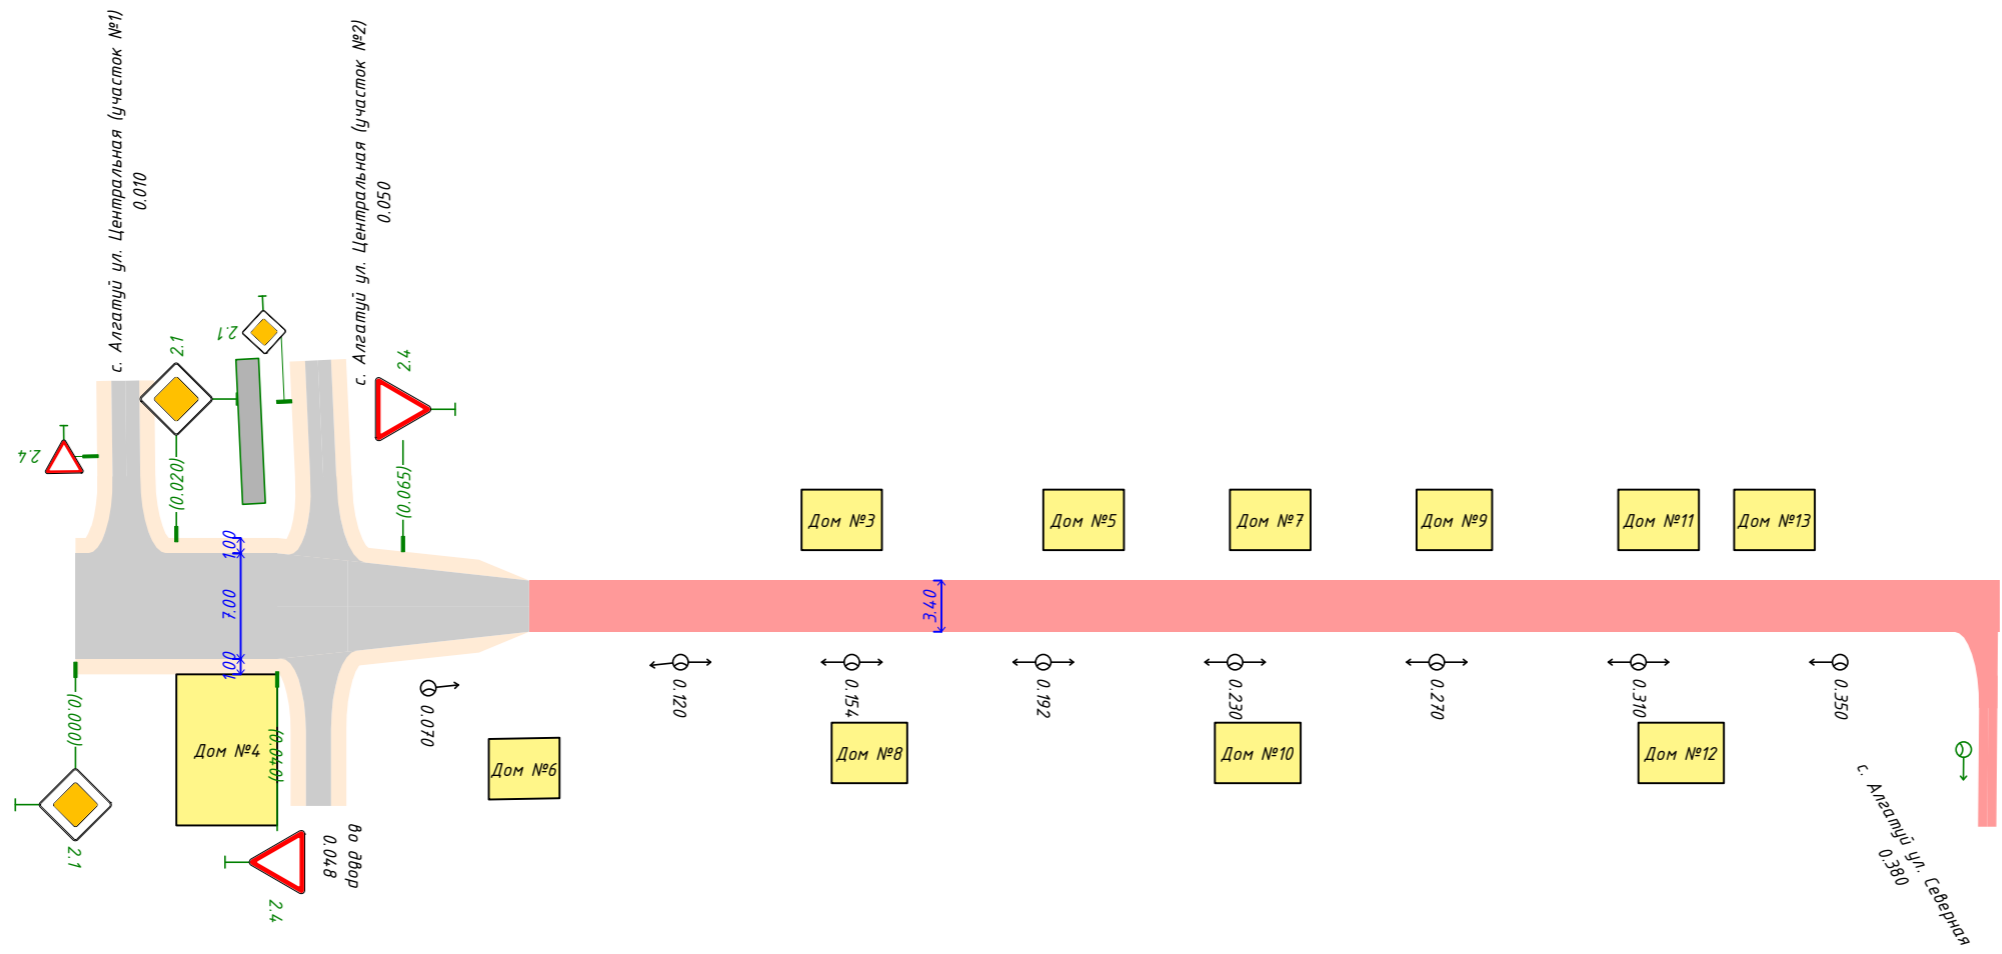 с. Алгатуй ул. Центральная (участок №1)
0.010
с. Алгатуй ул. Центральная (участок №2)
0.050
2.1
2.1
2.4
2.4
(0.020)
(0.065)
1.00
7.00
1.00
3.40
Дом №3
Дом №5
Дом №7
Дом №9
Дом №11
Дом №13
(0.000)
2.1
Дом №4
(0.040)
2.4
во двор
0.048
0.070
Дом №6
0.120
0.154
0.192
0.230
0.270
0.310
0.350
Дом №8
Дом №10
Дом №12
с. Алгатуй ул. Северная
0.380